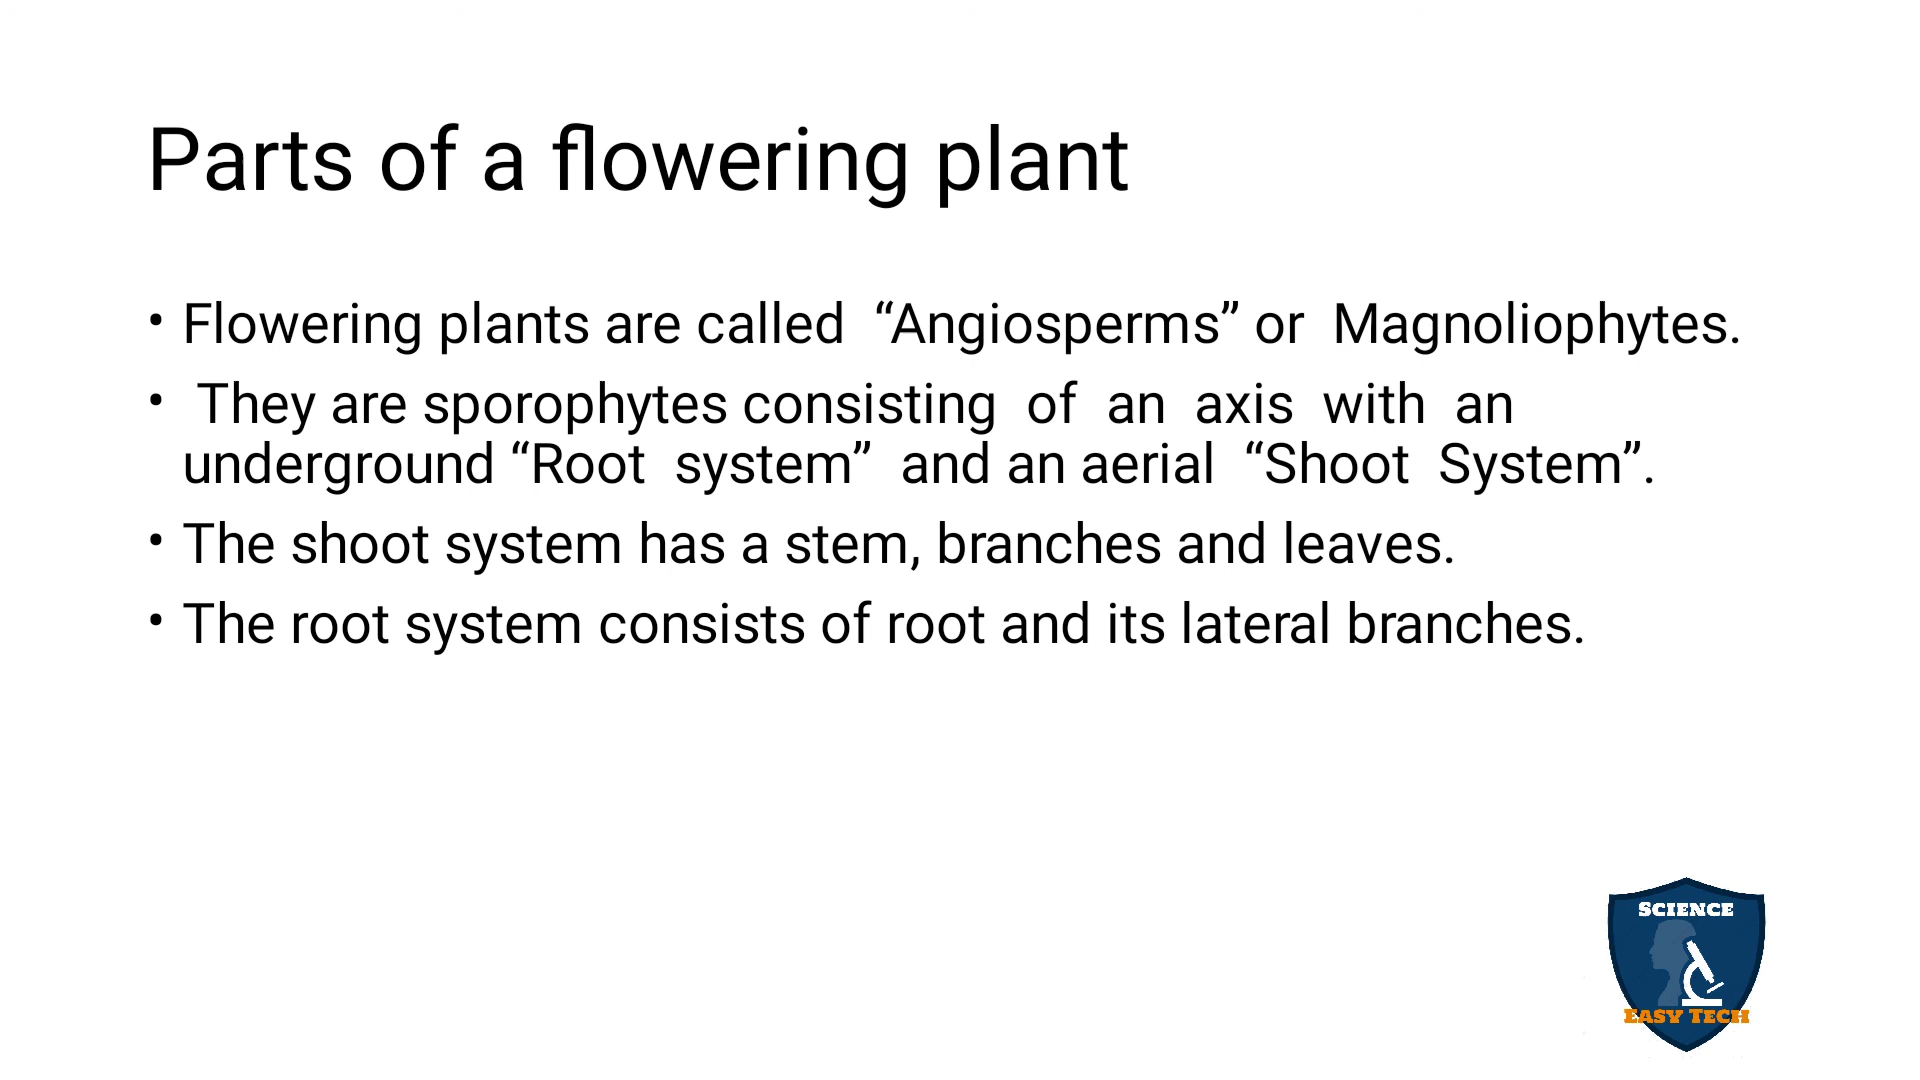 Parts of a flowering plant
• Flowering plants are called “Angiosperms” or Magnoliophytes.
• They are sporophytes consisting of an axis with an
underground “Root system” and an aerial “Shoot System”.
• The shoot system has a stem, branches and leaves.
• The root system consists of root and its lateral branches.
SCIENCE
EASY TECH